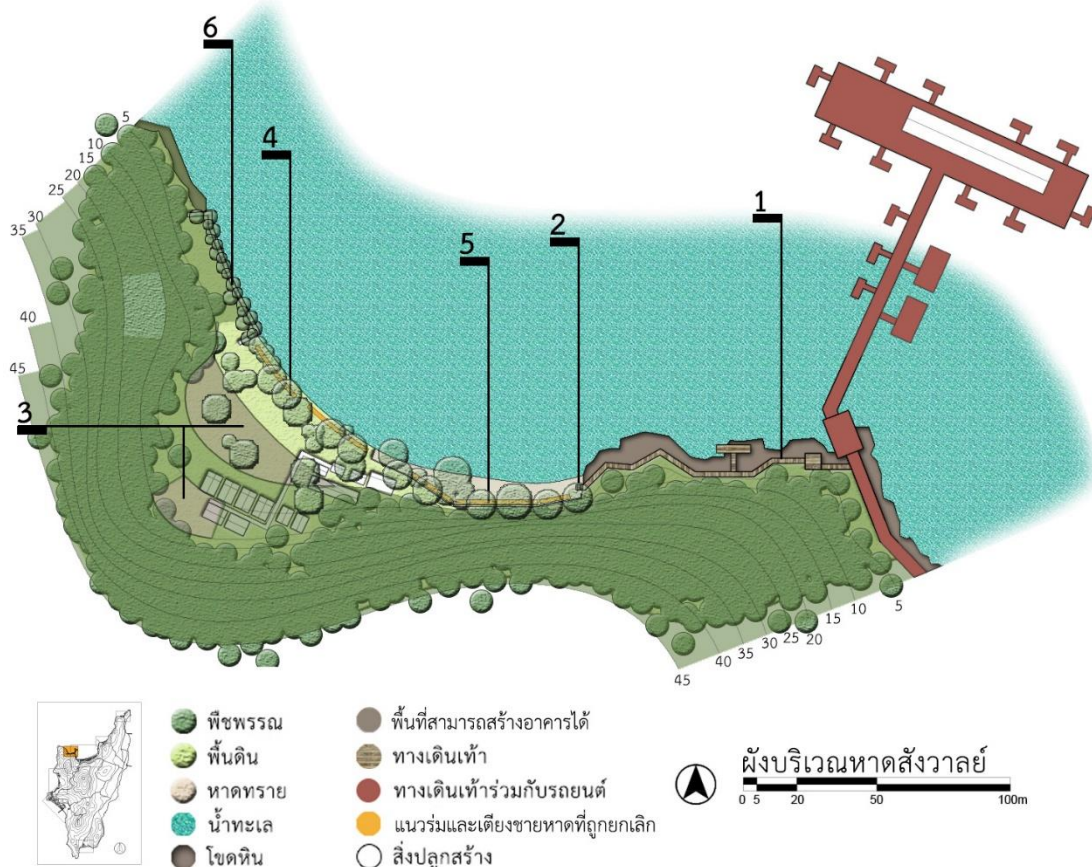 6
4
1
2
5
3
5
10
15
20
25
30
35
40
45
5
10
15
20
25
30
35
40
45
พืชพรรณ
พื้นดิน
หาดทราย
น้ำทะเล
โขดหิน
พื้นที่สามารถสร้างอาคารได้
ทางเดินเท้า
ทางเดินเท้าร่วมกับรถยนต์
แนวร่มและเตียงชายหาดที่ถูกยกเลิก
สิ่งปลูกสร้าง
ผังบริเวณหาดสังวาลย์
0 5 20 50 100m